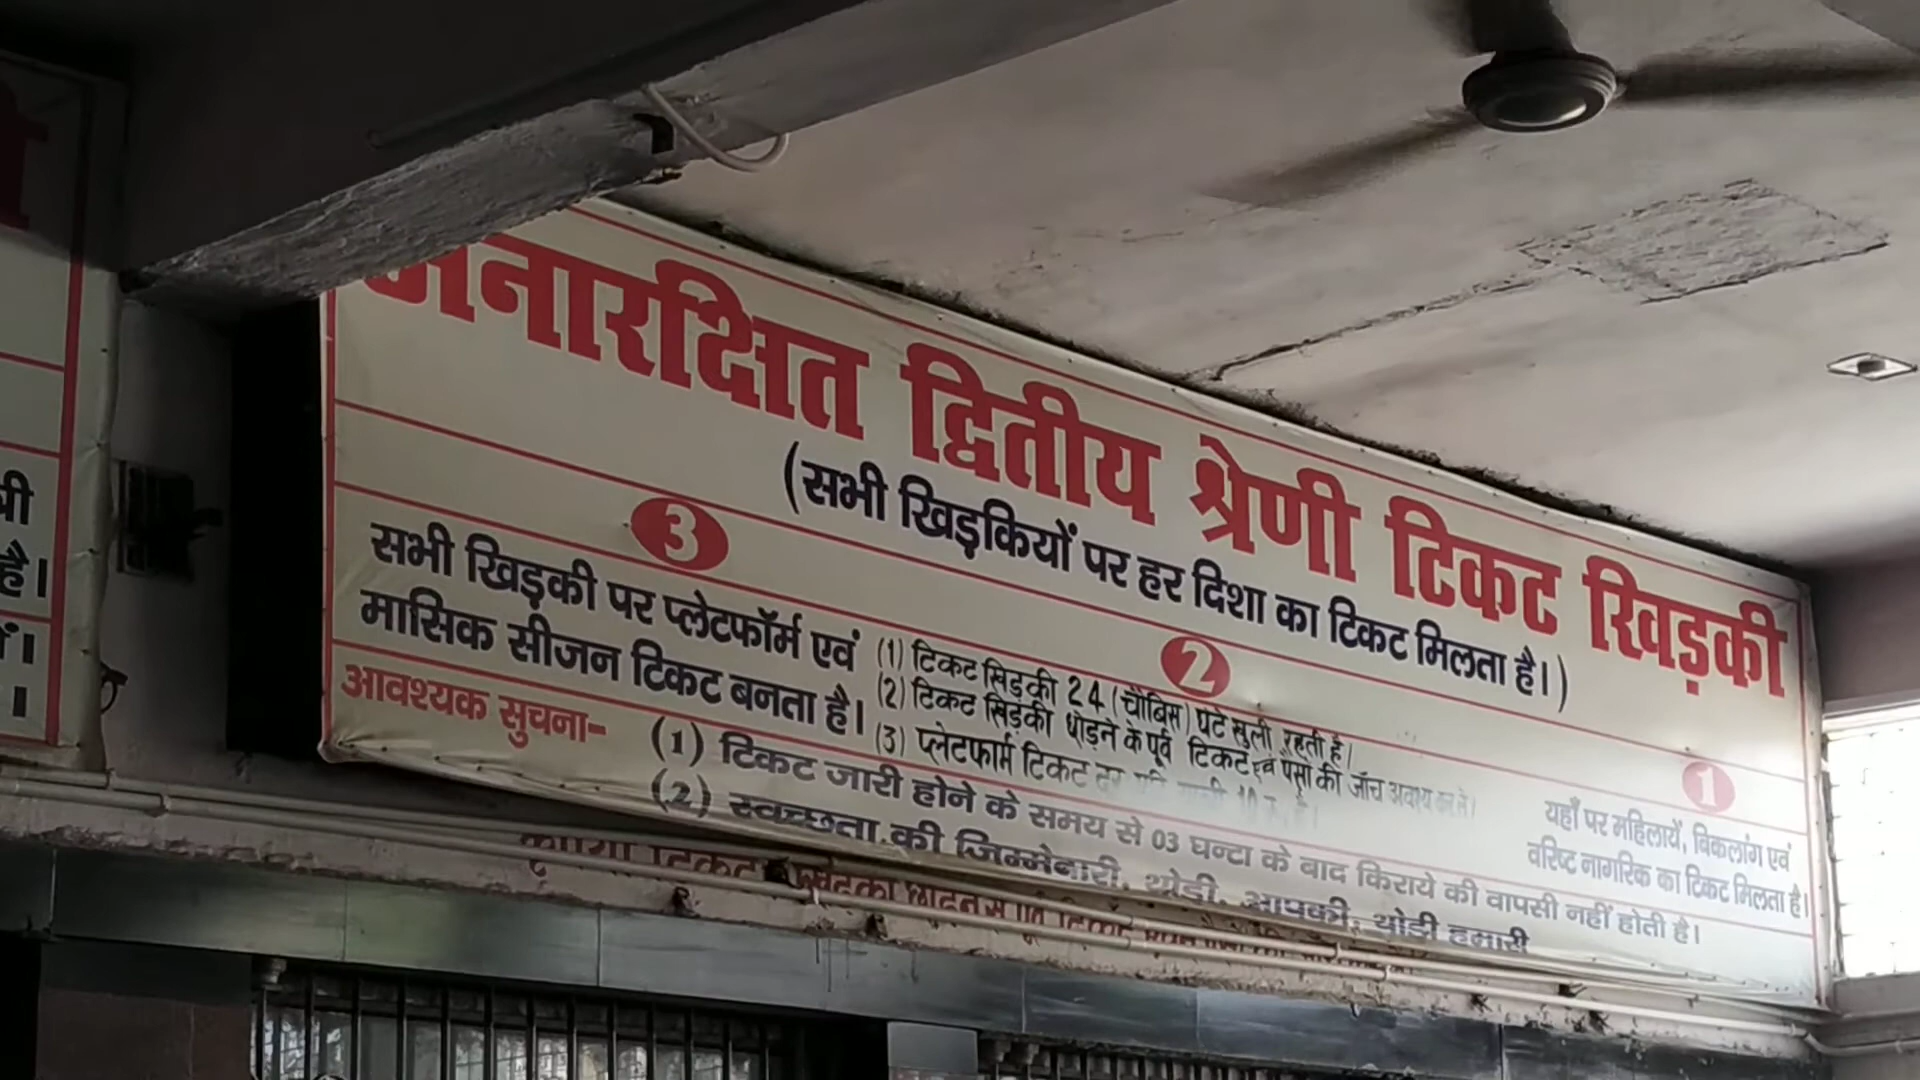 अनारक्षित द्वितीय श्रेणी टिकट खिड़की
(सभी खिड़कियों पर हर दिशा का टिकट मिलता है।)
3
सभी खिड़की पर प्लेटफॉर्म एवं
मासिक सीजन टिकट बनता है।
2
(1) टिकट खिड़की 24 (चौबिस) घंटे खुली रहती है।
(2) टिकट खिड़की छोड़ने के पूर्व टिकट एवं पैसों की जाँच अवश्य कर ले।
(3) प्लेटफार्म टिकट दर
1
यहाँ पर महिलायें, बिकलांग एवं
वरिष्ट नागरिक का टिकट मिलता है।
आवश्यक सुचना-
(1) टिकट जारी होने के समय से 03 घन्टा के बाद किराये की वापसी नहीं होती है।
(2) स्वच्छता की जिम्मेबारी, थोडी, आपकी, थोडी हमारी
री
है।